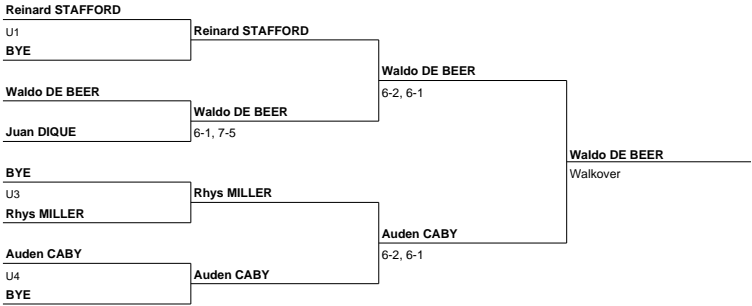 Reinard STAFFORD
U1
BYE
Waldo DE BEER
Juan DIQUE
BYE
U3
Rhys MILLER
Auden CABY
U4
BYE
Reinard STAFFORD
Waldo DE BEER
6-1, 7-5
Rhys MILLER
Auden CABY
Waldo DE BEER
6-2, 6-1
Auden CABY
6-2, 6-1
Waldo DE BEER
Walkover